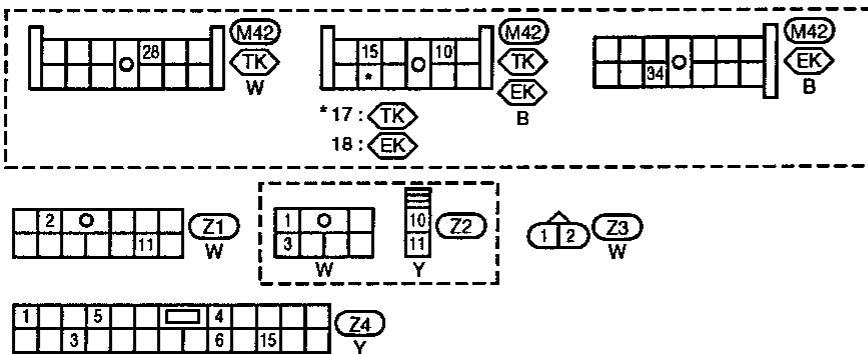 28 M42 15 10 M42 M42
TK * TK 34 EK
W EK B
*17 : TK B
18 : EK
2 Z1 1 10 Z2 1 2 Z3
11 W 3 11 W
W Y
1 5 4 Z4
3 6 15 Y